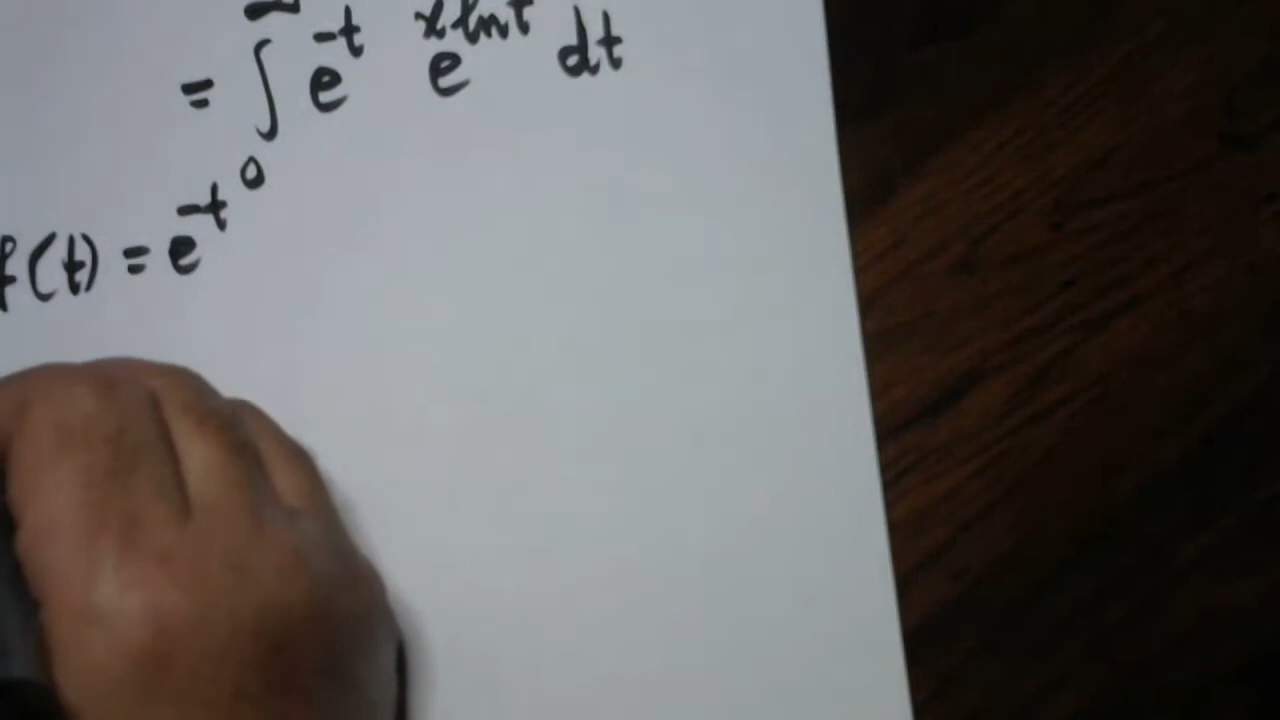 = ∫₀ e^{-t} e^{x ln t} dt
f(t) = e^{-t}